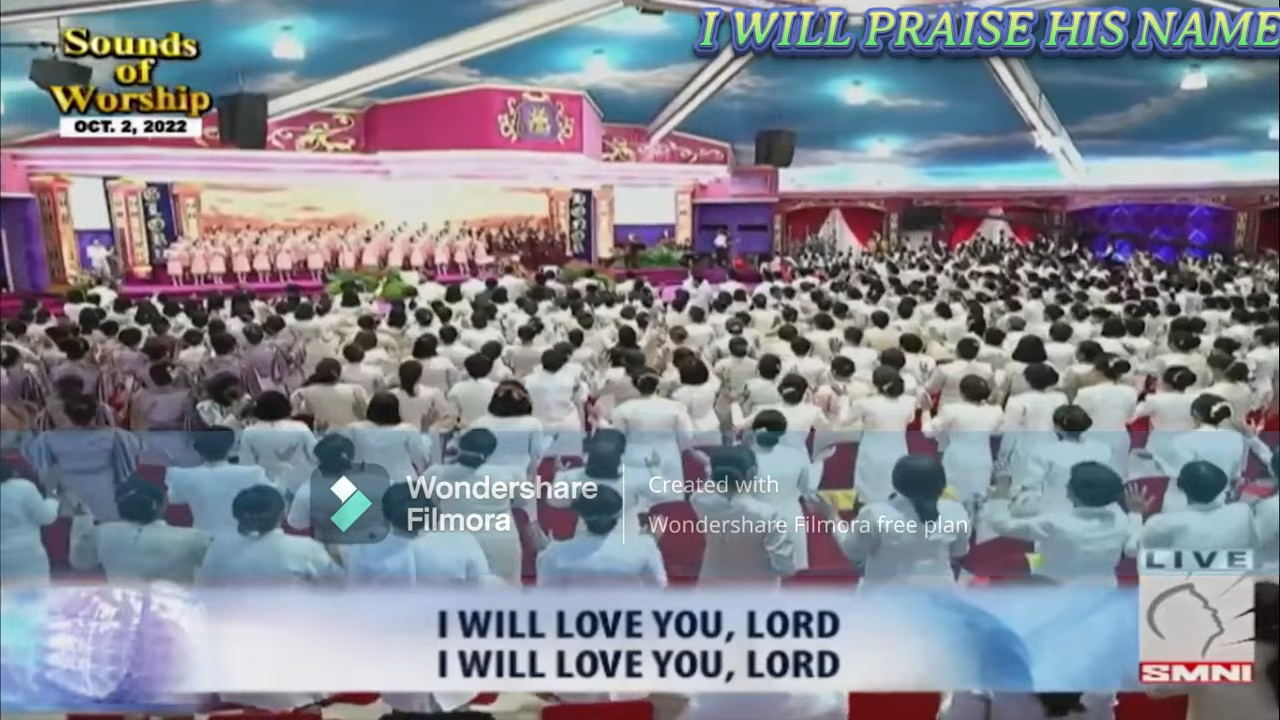 I WILL PRAISE HIS NAME
Sounds
of
Worship
OCT. 2, 2022
Wondershare
Filmora
Created with
Wondershare Filmora free plan
LIVE
SMNI
I WILL LOVE YOU, LORD
I WILL LOVE YOU, LORD